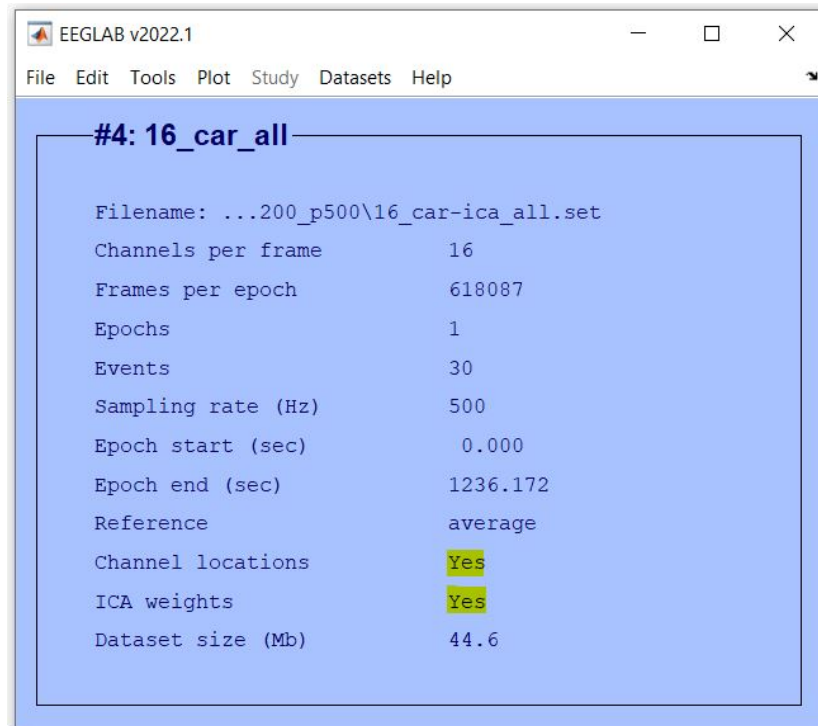 EEGLAB v2022.1
File Edit Tools Plot Study Datasets Help
#4: 16_car_all
Filename: ...200_p500\16_car-ica_all.set
Channels per frame 16
Frames per epoch 618087
Epochs 1
Events 30
Sampling rate (Hz) 500
Epoch start (sec) 0.000
Epoch end (sec) 1236.172
Reference average
Channel locations Yes
ICA weights Yes
Dataset size (Mb) 44.6